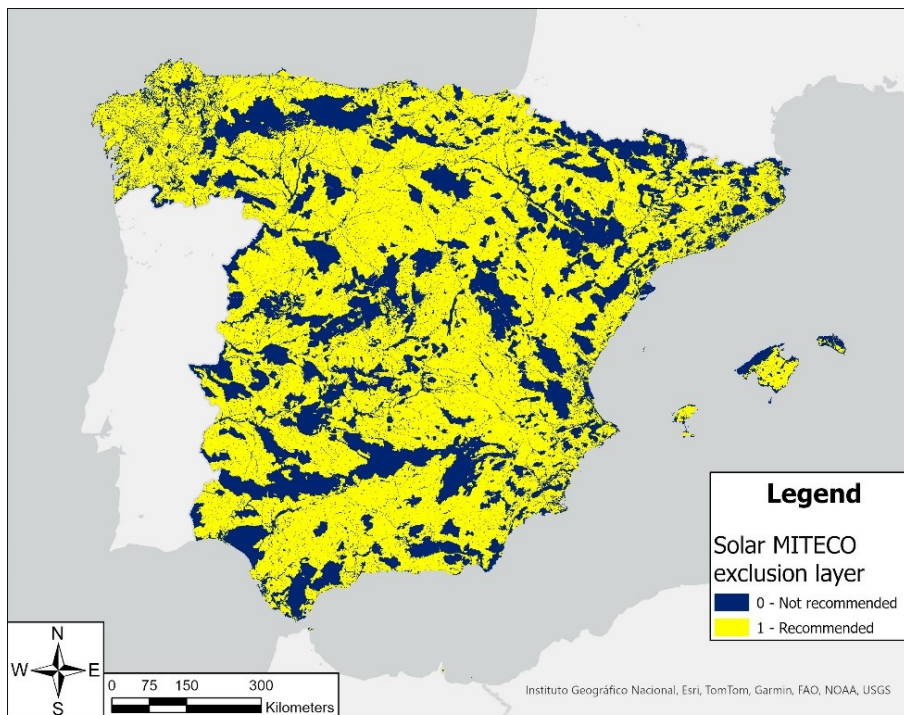 Legend
Solar MITECO
exclusion layer
0 - Not recommended
1 - Recommended
N
W E
S
0 75 150 300
Kilometers
Instituto Geográfico Nacional, Esri, TomTom, Garmin, FAO, NOAA, USGS